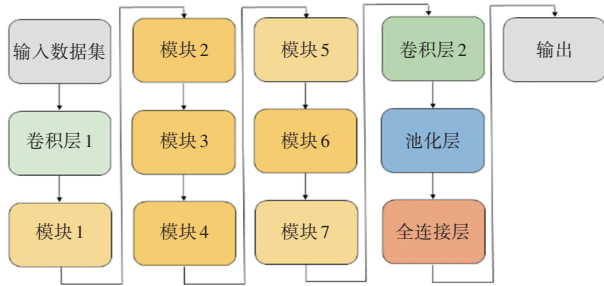 输入数据集
卷积层1
模块1
模块2
模块3
模块4
模块5
模块6
模块7
卷积层2
池化层
全连接层
输出